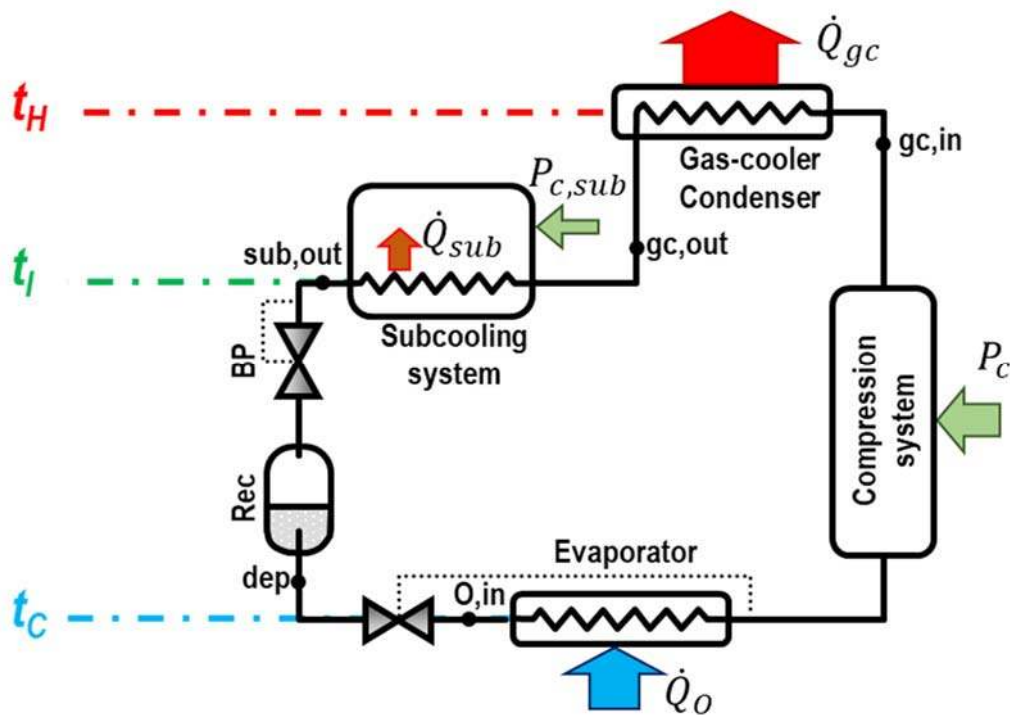 Q̇gc
tH
gc,in
Gas-cooler
Condenser
Pc,sub
Q̇sub
gc,out
sub,out
tI
Subcooling
system
BP
Compression
system
Pc
Rec
Evaporator
dep
O,in
tC
Q̇O